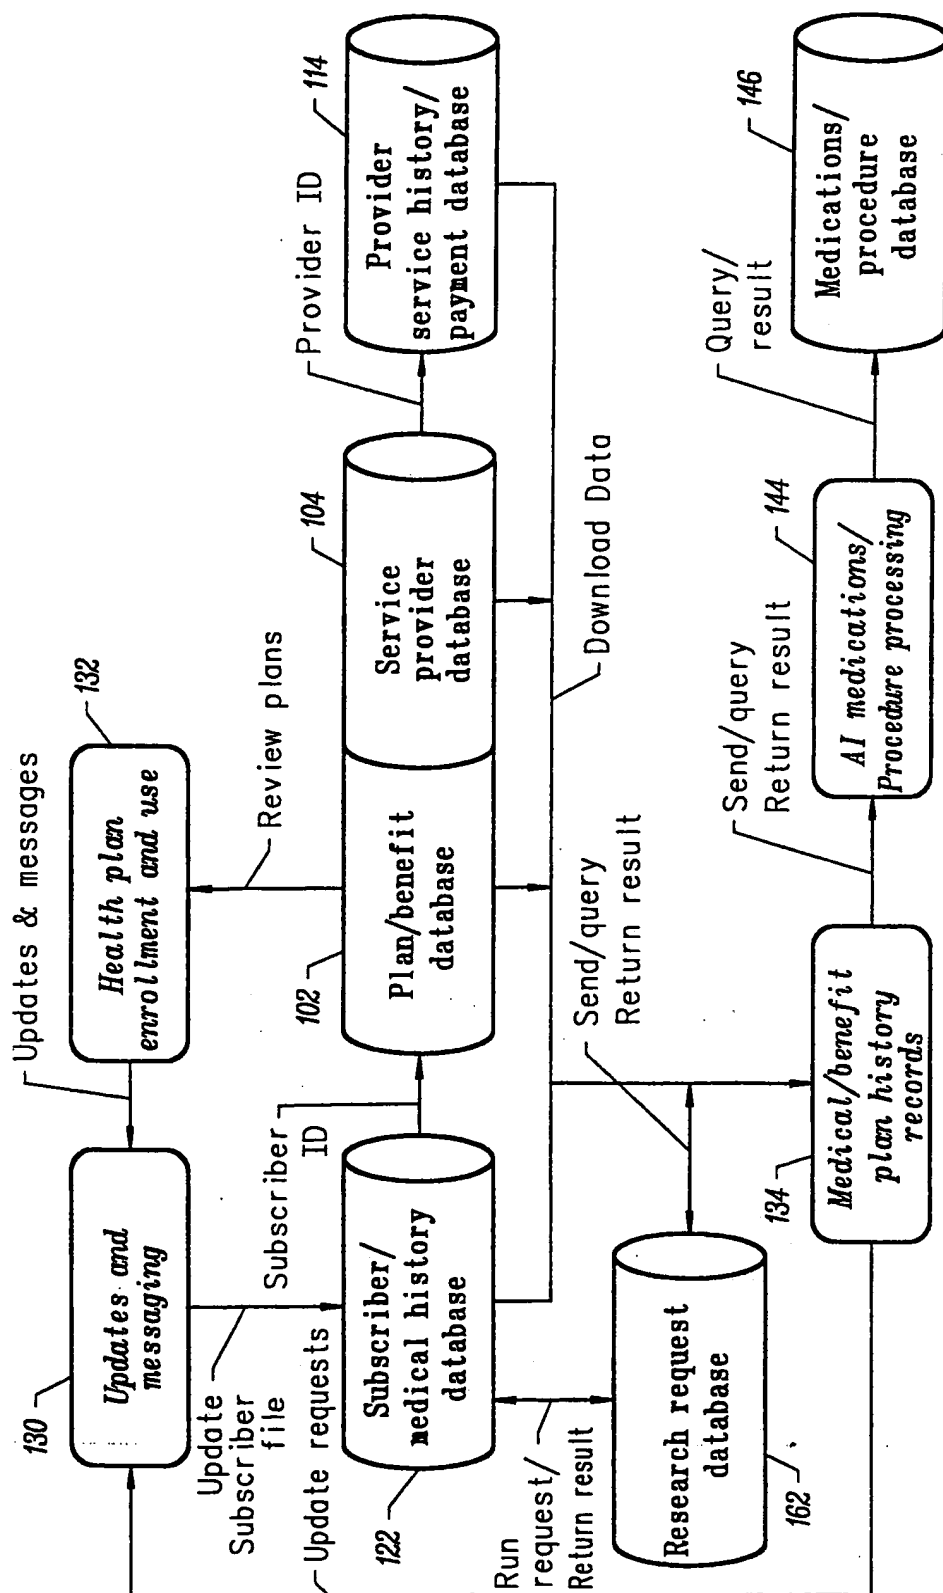 Updates & messages
130
Updates and
messaging
132
Health plan
enrollment and use
Update
Subscriber
file
Review plans
Update requests
122
Subscriber/
medical history
database
Subscriber
ID
102
Plan/benefit
database
104
Service
provider
database
Provider ID
114
Provider
service history/
payment database
Run
request/
Return result
Send/query
Return result
Download Data
162
Research request
database
134
Medical/benefit
plan history
records
Send/query
Return result
144
AI medications/
Procedure processing
Query/
result
146
Medications/
procedure
database